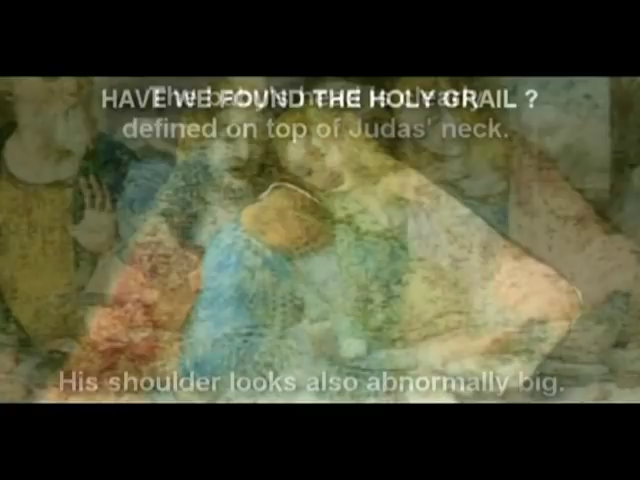 HAVE WE FOUND THE HOLY GRAIL ?
defined on top of Judas' neck.
His shoulder looks also abnormally big.